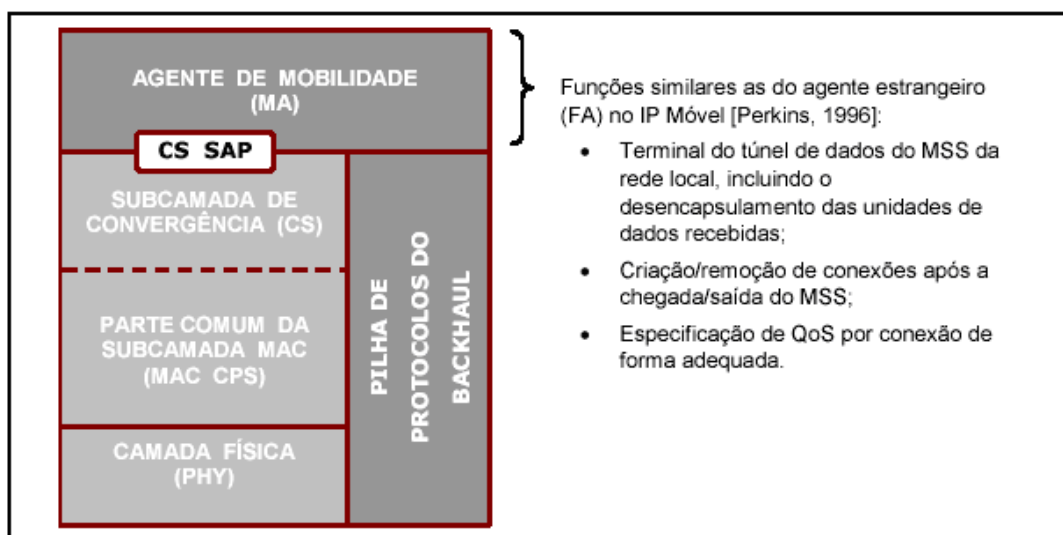 AGENTE DE MOBILIDADE
(MA)
CS SAP
SUBCAMADA DE
CONVERGÊNCIA (CS)
PARTE COMUM DA
SUBCAMADA MAC
(MAC CPS)
CAMADA FÍSICA
(PHY)
PILHA DE
PROTOCOLOS DO
BACKHAUL
Funções similares as do agente estrangeiro
(FA) no IP Móvel [Perkins, 1996]:
• Terminal do túnel de dados do MSS da
rede local, incluindo o
desencapsulamento das unidades de
dados recebidas;
• Criação/remoção de conexões após a
chegada/saída do MSS;
• Especificação de QoS por conexão de
forma adequada.